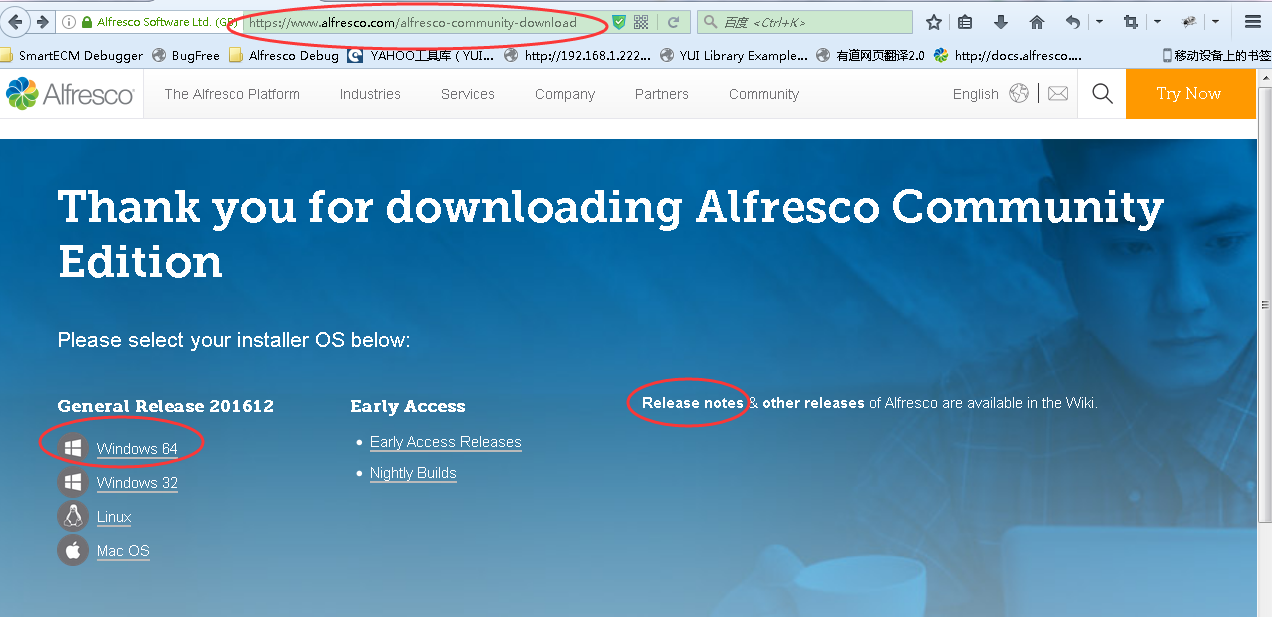 Alfresco Software Ltd. (GB) https://www.alfresco.com/alfresco-community-download 百度 <Ctrl+K>
SmartECM Debugger BugFree Alfresco Debug YAHOO工具库 ( YUI... http://192.168.1.222... YUI Library Example... 有道网页翻译2.0 http://docs.alfresco.... 移动设备上的书签
Alfresco The Alfresco Platform Industries Services Company Partners Community English Try Now
Thank you for downloading Alfresco Community
Edition
Please select your installer OS below:
General Release 201612
Windows 64
Windows 32
Linux
Mac OS
Early Access
Early Access Releases
Nightly Builds
Release notes & other releases of Alfresco are available in the Wiki.